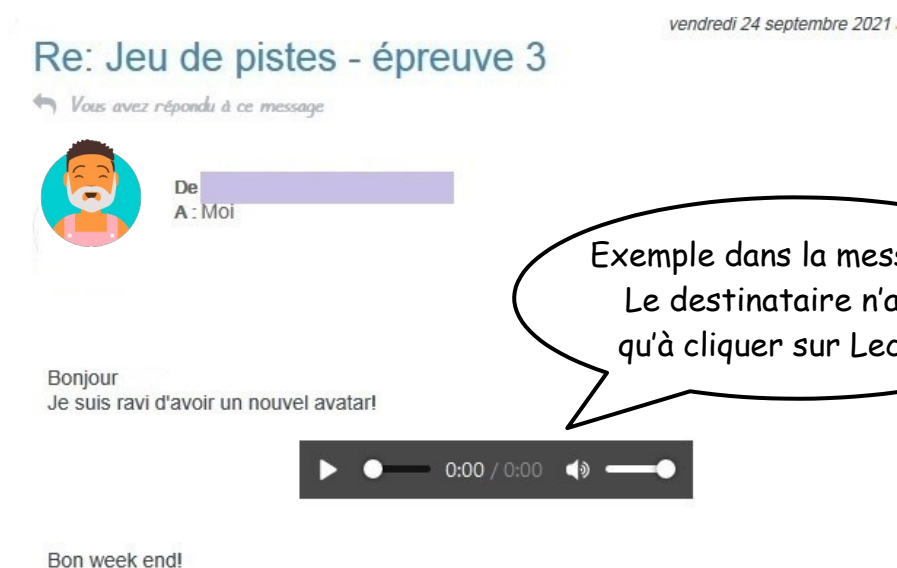 vendredi 24 septembre 2021
Re: Jeu de pistes - épreuve 3
Vous avez répondu à ce message
De
A : Moi
Exemple dans la
Le destinataire
qu'à cliquer sur
Bonjour
Je suis ravi d'avoir un nouvel avatar!
0:00 / 0:00
Bon week end!